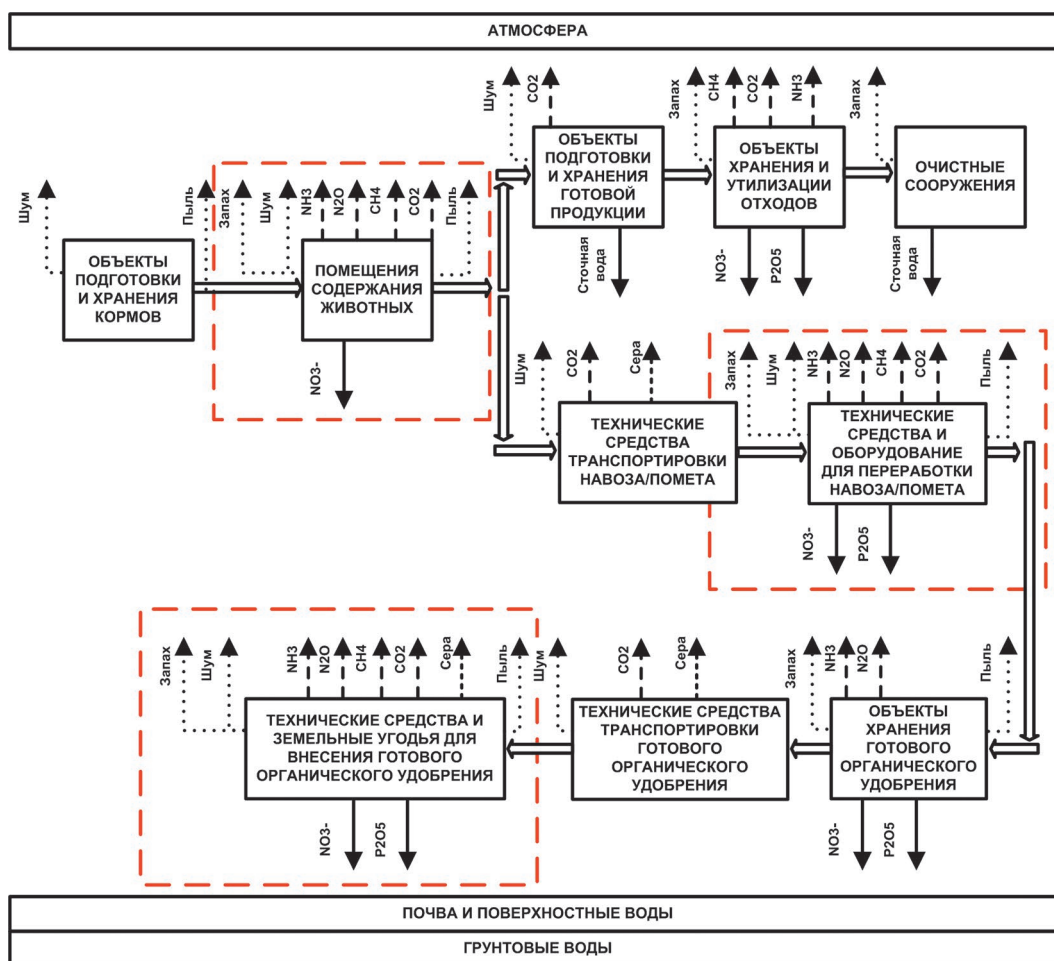 АТМОСФЕРА
Шум
CO2
Запах
CH4
CO2
NH3
Запах
ОБЪЕКТЫ
ПОДГОТОВКИ
И ХРАНЕНИЯ
ГОТОВОЙ
ПРОДУКЦИИ
ОБЪЕКТЫ
ХРАНЕНИЯ И
УТИЛИЗАЦИИ
ОТХОДОВ
ОЧИСТНЫЕ
СООРУЖЕНИЯ
Сточная
вода
NO3-
P2O5
Сточная
вода
Шум
Пыль
Запах
Шум
NH3
N2O
CH4
CO2
Пыль
ОБЪЕКТЫ
ПОДГОТОВКИ
И ХРАНЕНИЯ
КОРМОВ
ПОМЕЩЕНИЯ
СОДЕРЖАНИЯ
ЖИВОТНЫХ
NO3-
Шум
CO2
Сера
Запах
Шум
NH3
N2O
CH4
CO2
Пыль
ТЕХНИЧЕСКИЕ
СРЕДСТВА
ТРАНСПОРТИРОВКИ
НАВОЗА/ПОМЕТА
ТЕХНИЧЕСКИЕ
СРЕДСТВА И
ОБОРУДОВАНИЕ
ДЛЯ ПЕРЕРАБОТКИ
НАВОЗА/ПОМЕТА
NO3-
P2O5
Запах
Шум
NH3
N2O
CH4
CO2
Сера
Пыль
Шум
CO2
Сера
Запах
NH3
N2O
Пыль
ТЕХНИЧЕСКИЕ СРЕДСТВА И
ЗЕМЕЛЬНЫЕ УГОДЬЯ ДЛЯ
ВНЕСЕНИЯ ГОТОВОГО
ОРГАНИЧЕСКОГО УДОБРЕНИЯ
ТЕХНИЧЕСКИЕ СРЕДСТВА
ТРАНСПОРТИРОВКИ
ГОТОВОГО
ОРГАНИЧЕСКОГО
УДОБРЕНИЯ
ОБЪЕКТЫ
ХРАНЕНИЯ
ГОТОВОГО
ОРГАНИЧЕСКОГО
УДОБРЕНИЯ
NO3-
P2O5
NO3-
P2O5
ПОЧВА И ПОВЕРХНОСТНЫЕ ВОДЫ
ГРУНТОВЫЕ ВОДЫ